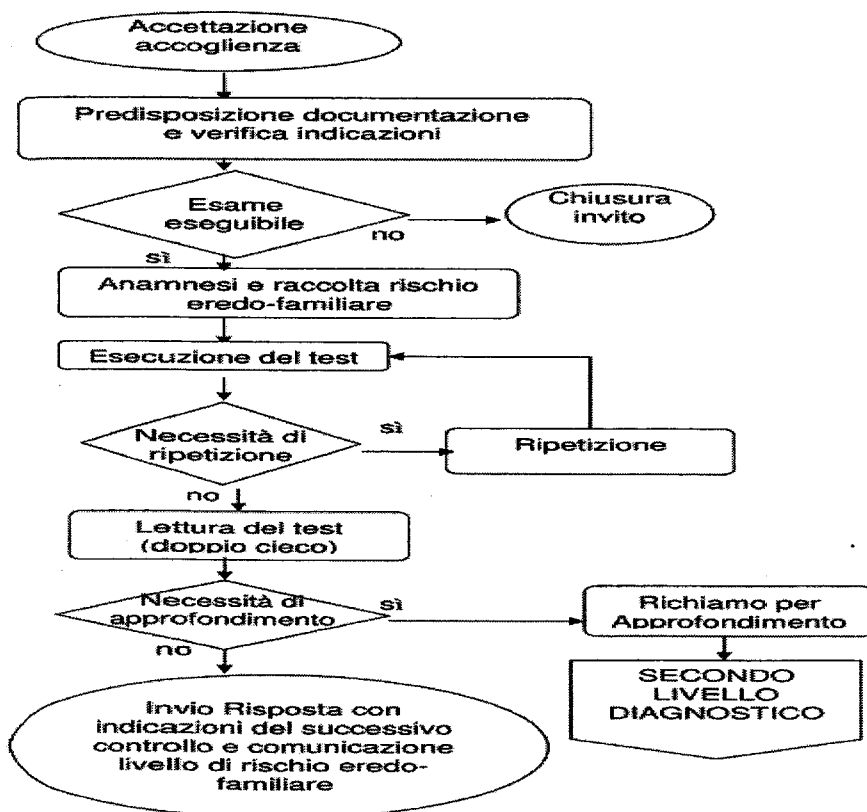 Accettazione
accoglienza
Predisposizione documentazione
e verifica indicazioni
Esame
eseguibile
no
Chiusura
invito
sì
Anamnesi e raccolta rischio
eredo-familiare
Esecuzione del test
Necessità di
ripetizione
sì
Ripetizione
no
Lettura del test
(doppio cieco)
Necessità di
approfondimento
sì
Richiamo per
Approfondimento
no
SECONDO
LIVELLO
DIAGNOSTICO
Invio Risposta con
indicazioni del successivo
controllo e comunicazione
livello di rischio eredo-
familiare